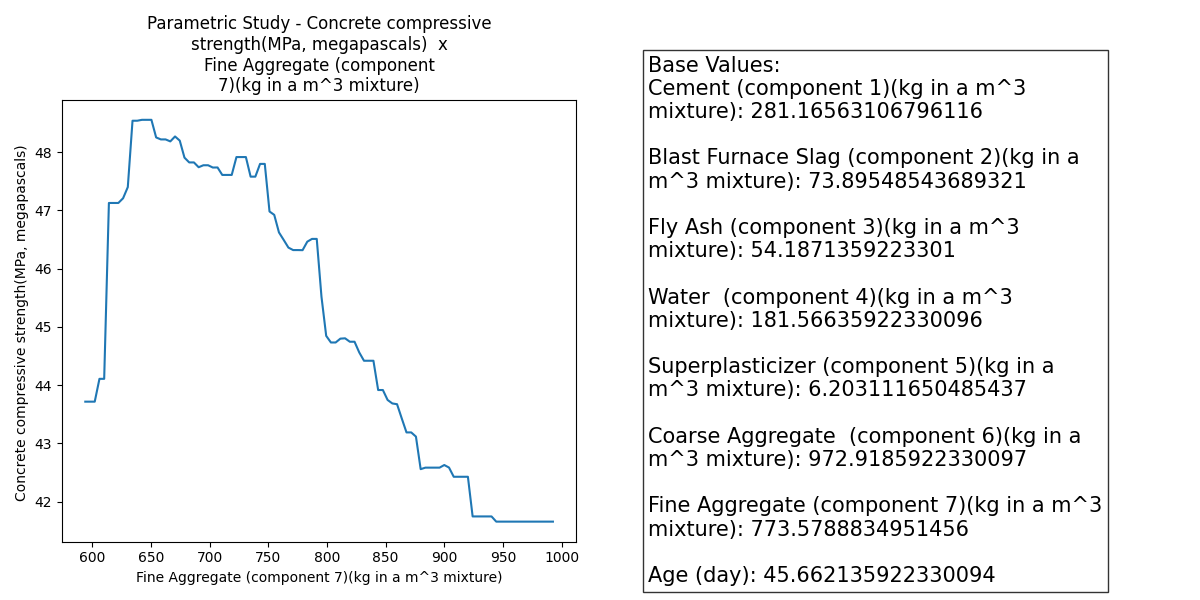 Parametric Study - Concrete compressive
strength(MPa, megapascals)  x
Fine Aggregate (component
7)(kg in a m^3 mixture)
Concrete compressive strength(MPa, megapascals)
48
47
46
45
44
43
42
600 650 700 750 800 850 900 950 1000
Fine Aggregate (component 7)(kg in a m^3 mixture)
Base Values:
Cement (component 1)(kg in a m^3
mixture): 281.16563106796116
Blast Furnace Slag (component 2)(kg in a
m^3 mixture): 73.89548543689321
Fly Ash (component 3)(kg in a m^3
mixture): 54.1871359223301
Water  (component 4)(kg in a m^3
mixture): 181.56635922330096
Superplasticizer (component 5)(kg in a
m^3 mixture): 6.203111650485437
Coarse Aggregate  (component 6)(kg in a
m^3 mixture): 972.9185922330097
Fine Aggregate (component 7)(kg in a m^3
mixture): 773.5788834951456
Age (day): 45.662135922330094